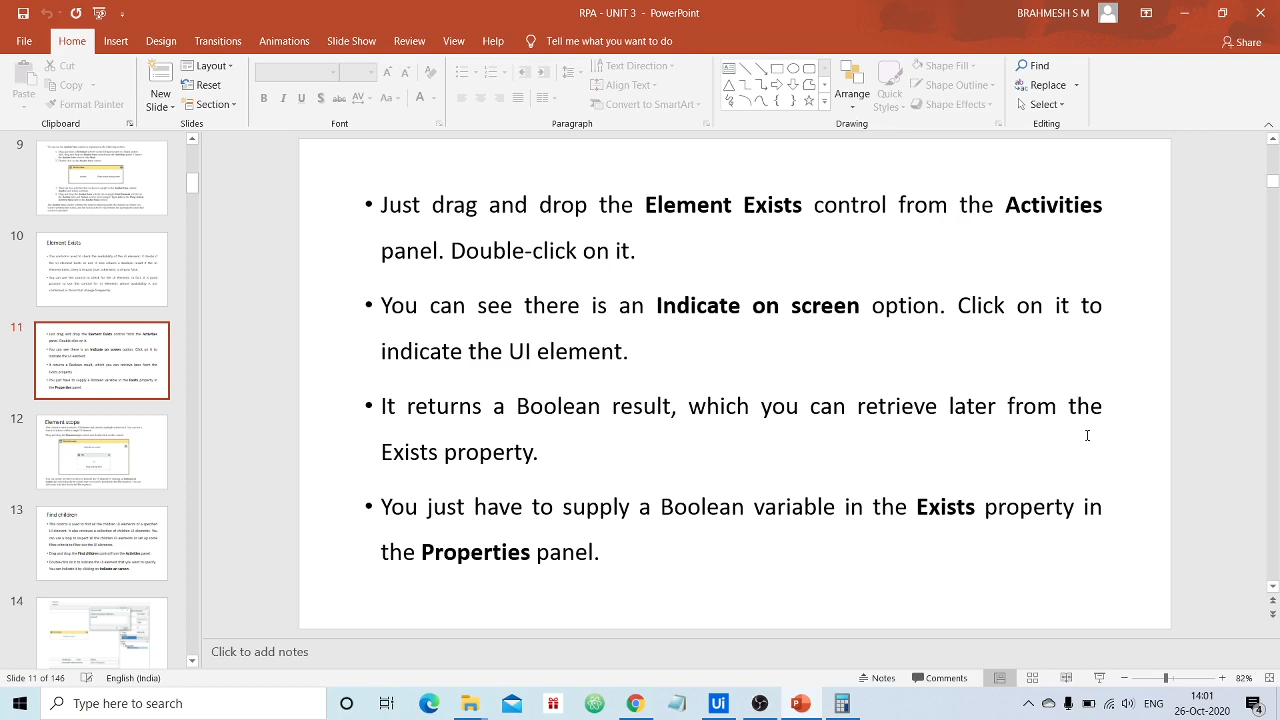 RPA - UNIT 3 - PowerPoint
BRAHMESH S M
File Home Insert Design Transitions Animations Slide Show Review View Help Tell me what you want to do Share
Paste Cut Copy Format Painter Clipboard
New Slide Layout Reset Section Slides
B I U S abc AV Aa A Font
Text Direction Align Text Convert to SmartArt Paragraph
Arrange Quick Styles Shape Fill Shape Outline Shape Effects Drawing
Find Replace Select Editing
9
10
Element Exists
11
12
Element scope
13
Find children
14
• Just drag and drop the Element Exists control from the Activities
panel. Double-click on it.
• You can see there is an Indicate on screen option. Click on it to
indicate the UI element.
• It returns a Boolean result, which you can retrieve later from the
Exists property.
• You just have to supply a Boolean variable in the Exists property in
the Properties panel.
Click to add notes
Slide 11 of 146 English (India) Notes Comments 82%
Type here to search Ui ENG 14:01
26-Oct-2020